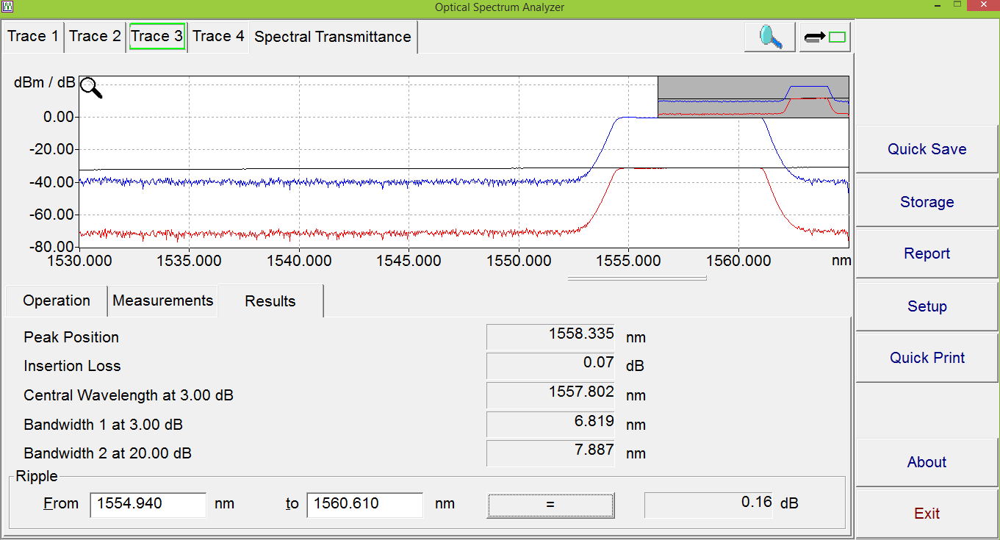 Optical Spectrum Analyzer
Trace 1 Trace 2 Trace 3 Trace 4 Spectral Transmittance
dBm / dB
0.00
-20.00
-40.00
-60.00
-80.00
1530.000 1535.000 1540.000 1545.000 1550.000 1555.000 1560.000 nm
Operation Measurements Results
Peak Position 1558.335 nm
Insertion Loss 0.07 dB
Central Wavelength at 3.00 dB 1557.802 nm
Bandwidth 1 at 3.00 dB 6.819 nm
Bandwidth 2 at 20.00 dB 7.887 nm
Ripple
From 1554.940 nm to 1560.610 nm = 0.16 dB
Quick Save
Storage
Report
Setup
Quick Print
About
Exit